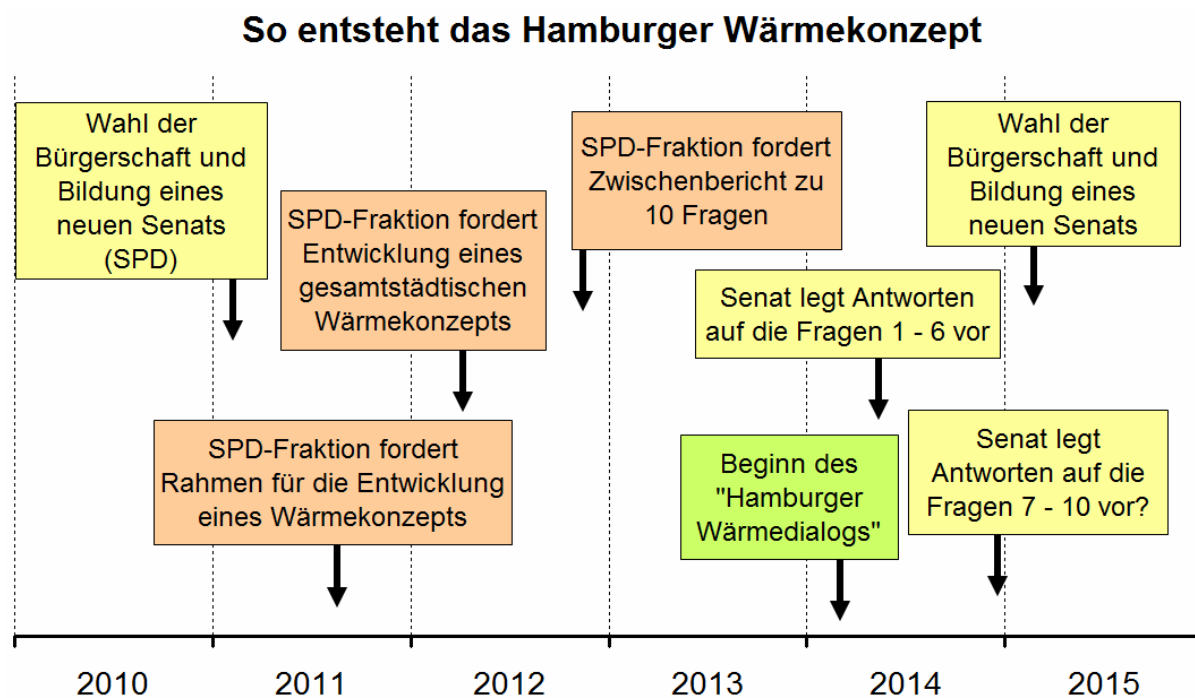 So entsteht das Hamburger Wärmekonzept
Wahl der
Bürgerschaft und
Bildung eines
neuen Senats
(SPD)
SPD-Fraktion fordert
Entwicklung eines
gesamtstädtischen
Wärmekonzepts
SPD-Fraktion fordert
Zwischenbericht zu
10 Fragen
Wahl der
Bürgerschaft und
Bildung eines
neuen Senats
Senat legt Antworten
auf die Fragen 1 - 6 vor
SPD-Fraktion fordert
Rahmen für die Entwicklung
eines Wärmekonzepts
Beginn des
"Hamburger
Wärmedialogs"
Senat legt
Antworten auf die
Fragen 7 - 10 vor?
2010 2011 2012 2013 2014 2015